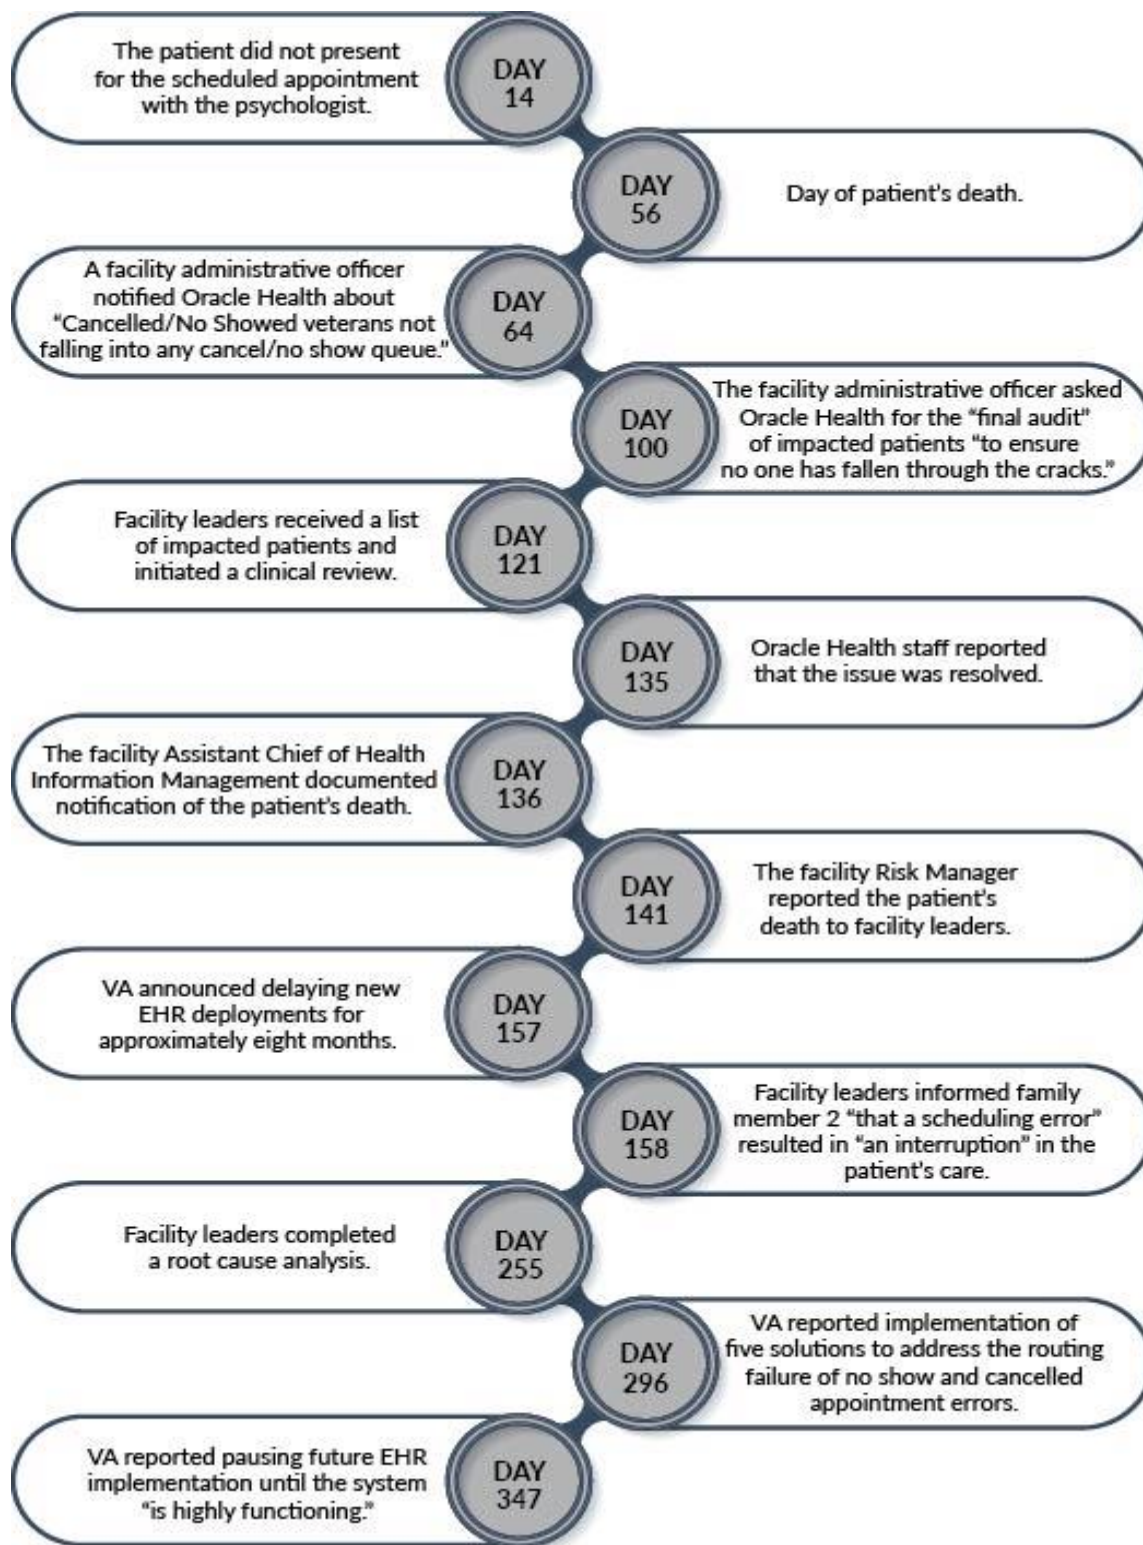 The patient did not present
for the scheduled appointment
with the psychologist.
DAY
14
DAY
56
Day of patient's death.
A facility administrative officer
notified Oracle Health about
“Cancelled/No Showed veterans not
falling into any cancel/no show queue.”
DAY
64
DAY
100
The facility administrative officer asked
Oracle Health for the “final audit”
of impacted patients “to ensure
no one has fallen through the cracks.”
Facility leaders received a list
of impacted patients and
initiated a clinical review.
DAY
121
DAY
135
Oracle Health staff reported
that the issue was resolved.
The facility Assistant Chief of Health
Information Management documented
notification of the patient's death.
DAY
136
DAY
141
The facility Risk Manager
reported the patient's
death to facility leaders.
VA announced delaying new
EHR deployments for
approximately eight months.
DAY
157
DAY
158
Facility leaders informed family
member 2 “that a scheduling error”
resulted in “an interruption” in the
patient's care.
Facility leaders completed
a root cause analysis.
DAY
255
DAY
296
VA reported implementation of
five solutions to address the routing
failure of no show and cancelled
appointment errors.
VA reported pausing future EHR
implementation until the system
“is highly functioning.”
DAY
347